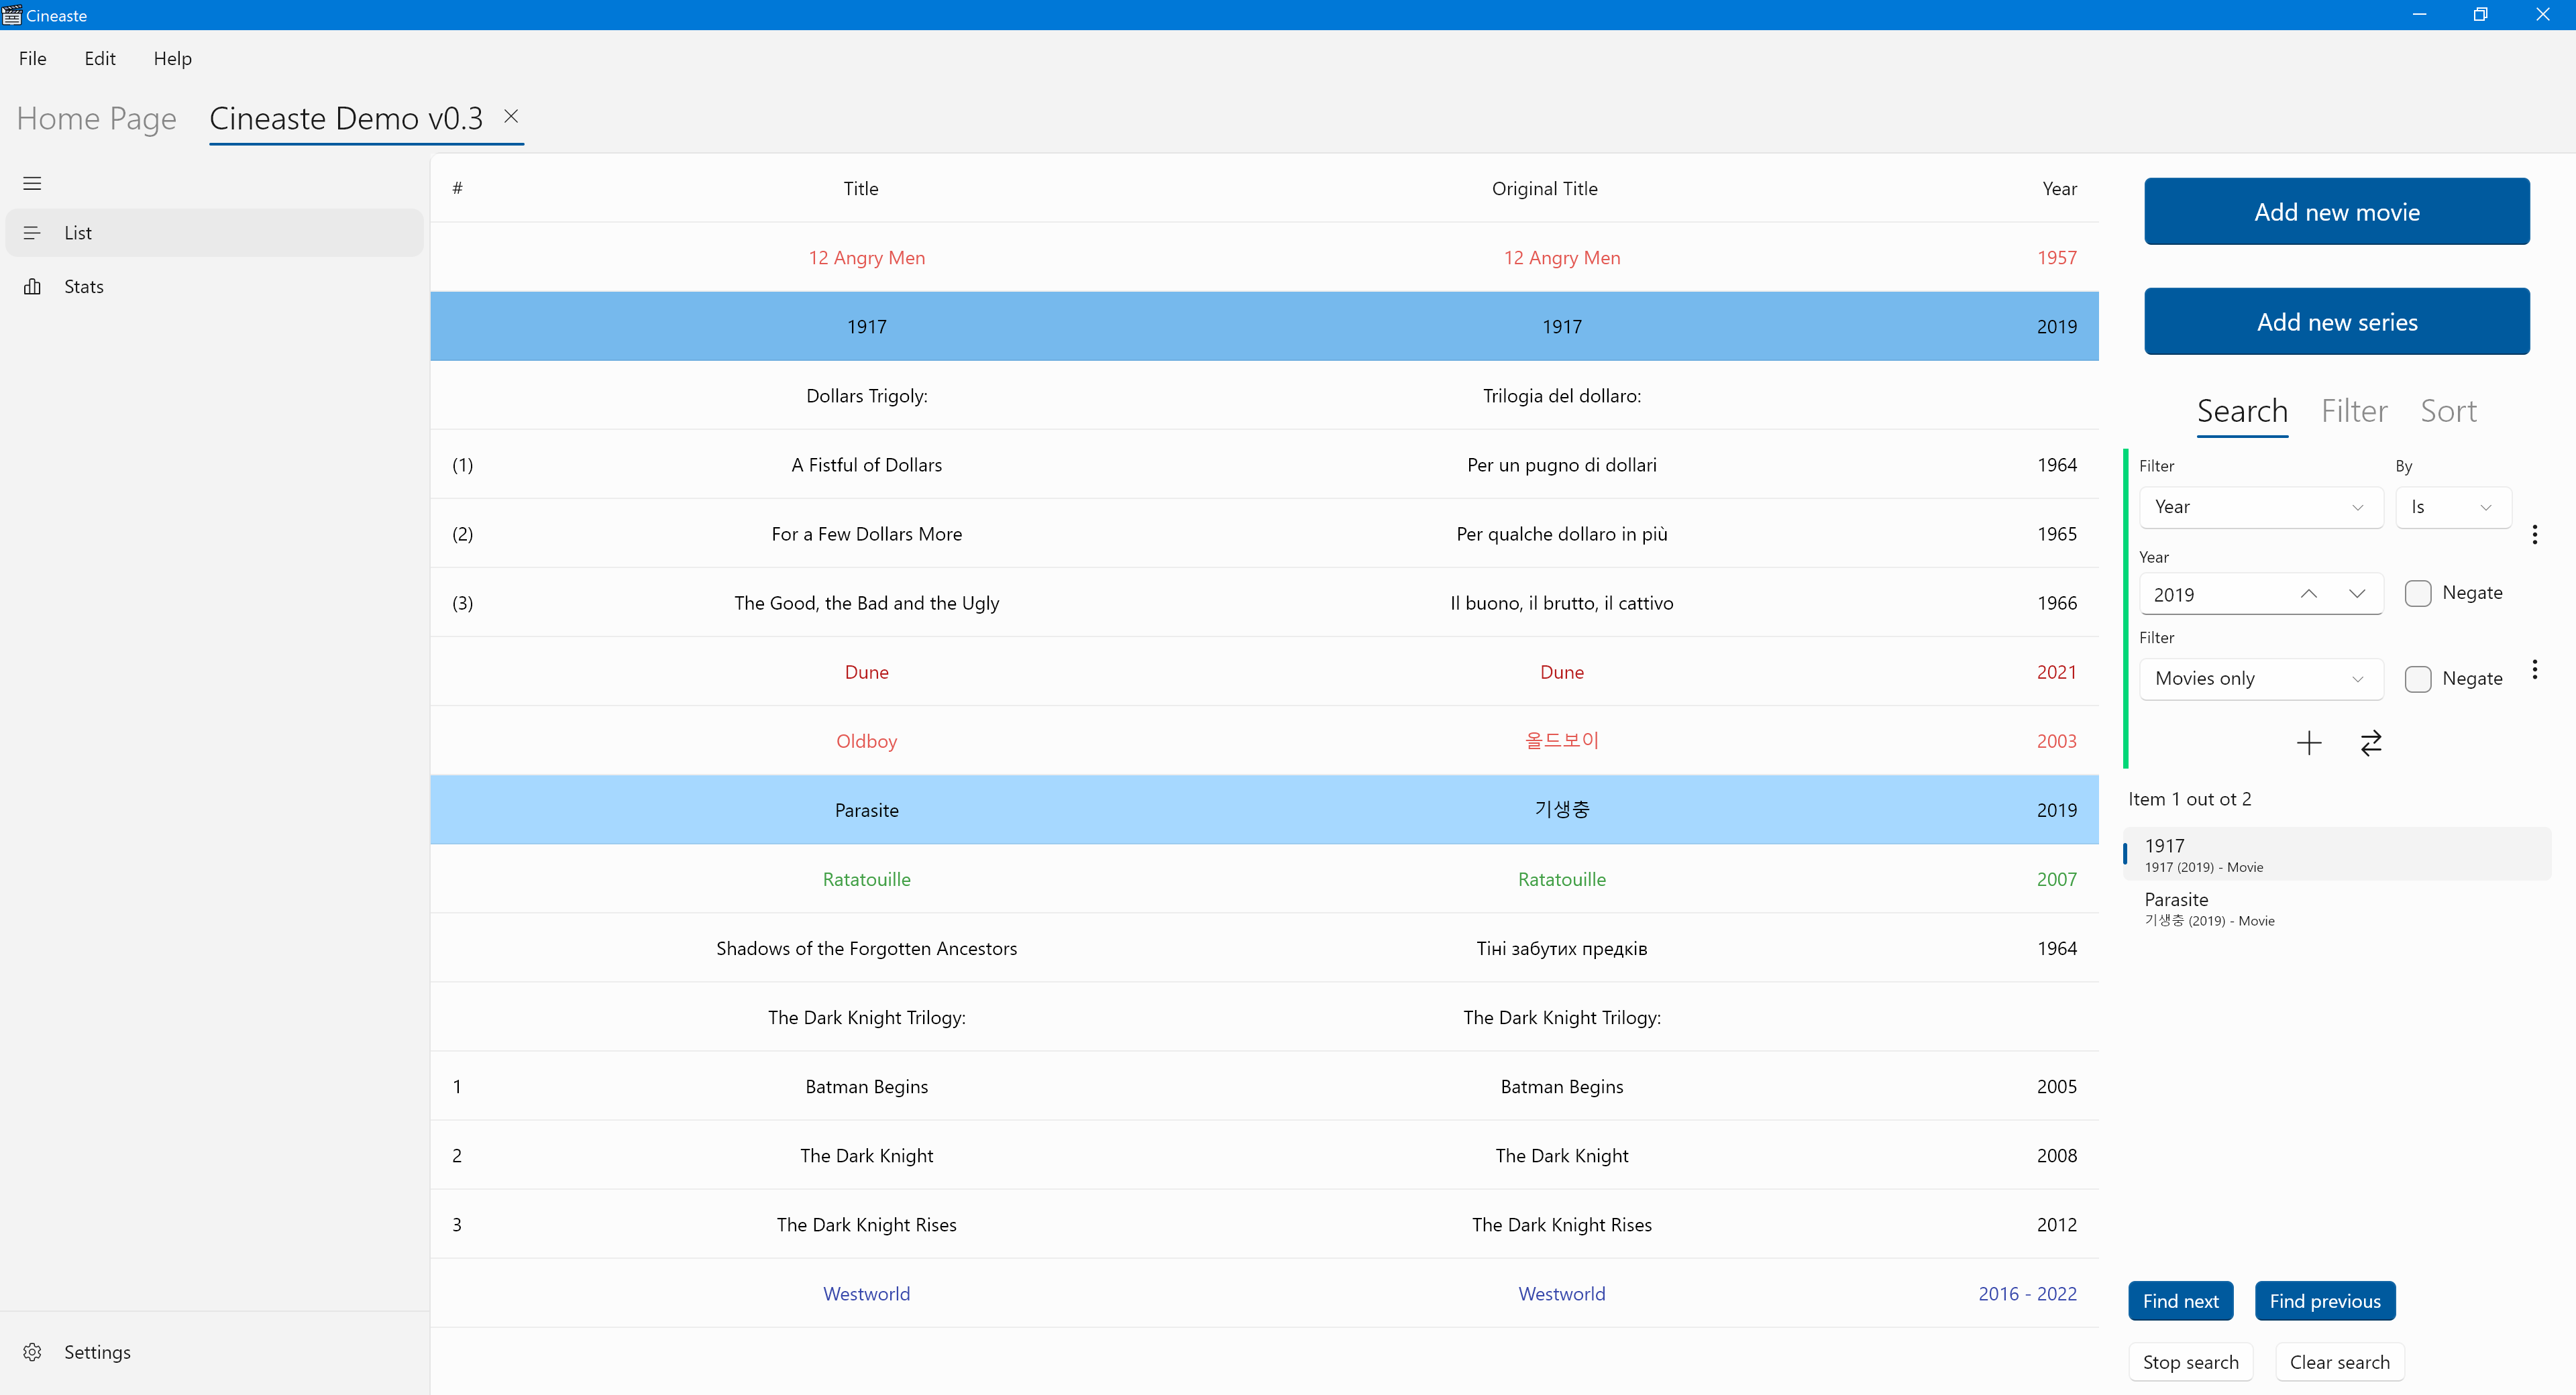 Cineaste
File Edit Help
Home Page Cineaste Demo v0.3
List
Stats
Settings
# Title Original Title Year
12 Angry Men 12 Angry Men 1957
1917 1917 2019
Dollars Trigoly: Trilogia del dollaro:
(1) A Fistful of Dollars Per un pugno di dollari 1964
(2) For a Few Dollars More Per qualche dollaro in più 1965
(3) The Good, the Bad and the Ugly Il buono, il brutto, il cattivo 1966
Dune Dune 2021
Oldboy 올드보이 2003
Parasite 기생충 2019
Ratatouille Ratatouille 2007
Shadows of the Forgotten Ancestors Тіні забутих предків 1964
The Dark Knight Trilogy: The Dark Knight Trilogy:
1 Batman Begins Batman Begins 2005
2 The Dark Knight The Dark Knight 2008
3 The Dark Knight Rises The Dark Knight Rises 2012
Westworld Westworld 2016 - 2022
Add new movie
Add new series
Search Filter Sort
Filter By
Year Is
Year
2019 Negate
Filter
Movies only Negate
Item 1 out ot 2
1917
1917 (2019) - Movie
Parasite
기생충 (2019) - Movie
Find next Find previous
Stop search Clear search